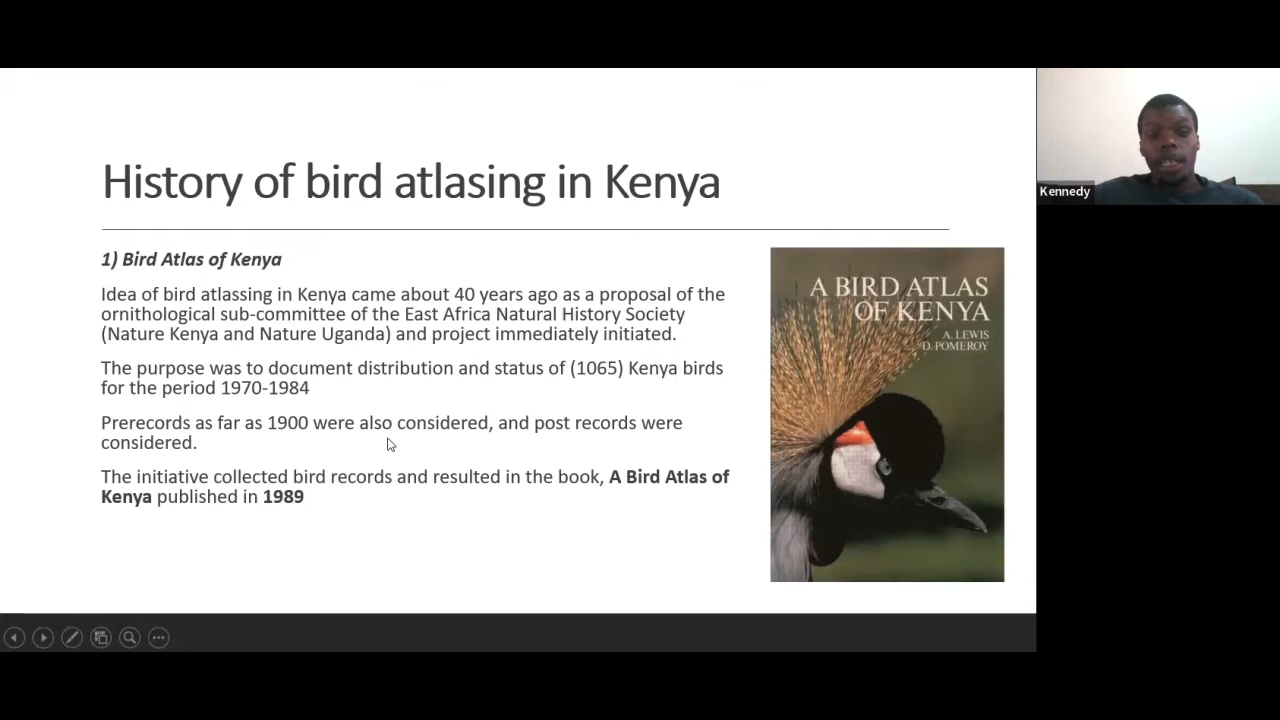 History of bird atlasing in Kenya
1) Bird Atlas of Kenya
Idea of bird atlassing in Kenya came about 40 years ago as a proposal of the
ornithological sub-committee of the East Africa Natural History Society
(Nature Kenya and Nature Uganda) and project immediately initiated.
The purpose was to document distribution and status of (1065) Kenya birds
for the period 1970-1984
Prerecords as far as 1900 were also considered, and post records were
considered.
The initiative collected bird records and resulted in the book, A Bird Atlas of
Kenya published in 1989
A BIRD ATLAS
OF KENYA
A. LEWIS
D. POMEROY
Kennedy